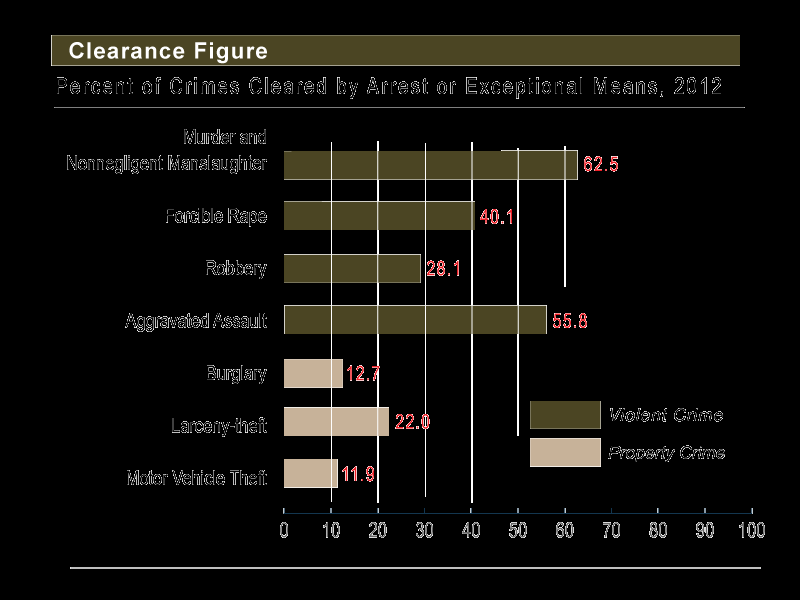 Clearance Figure
Percent of Crimes Cleared by Arrest or Exceptional Means, 2012
Murder and
Nonnegligent Manslaughter
62.5
Forcible Rape
40.1
Robbery
28.1
Aggravated Assault
55.8
Burglary
12.7
Larceny-theft
22.0
Motor Vehicle Theft
11.9
Violent Crime
Property Crime
0 10 20 30 40 50 60 70 80 90 100